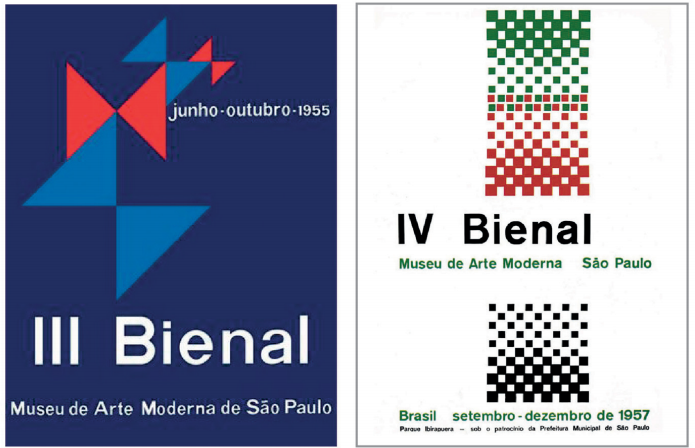 junho-outubro-1955
III Bienal
Museu de Arte Moderna de São Paulo
IV Bienal
Museu de Arte Moderna São Paulo
Brasil setembro-dezembro de 1957
Parque Ibirapuera — sob o patrocínio da Prefeitura Municipal de São Paulo